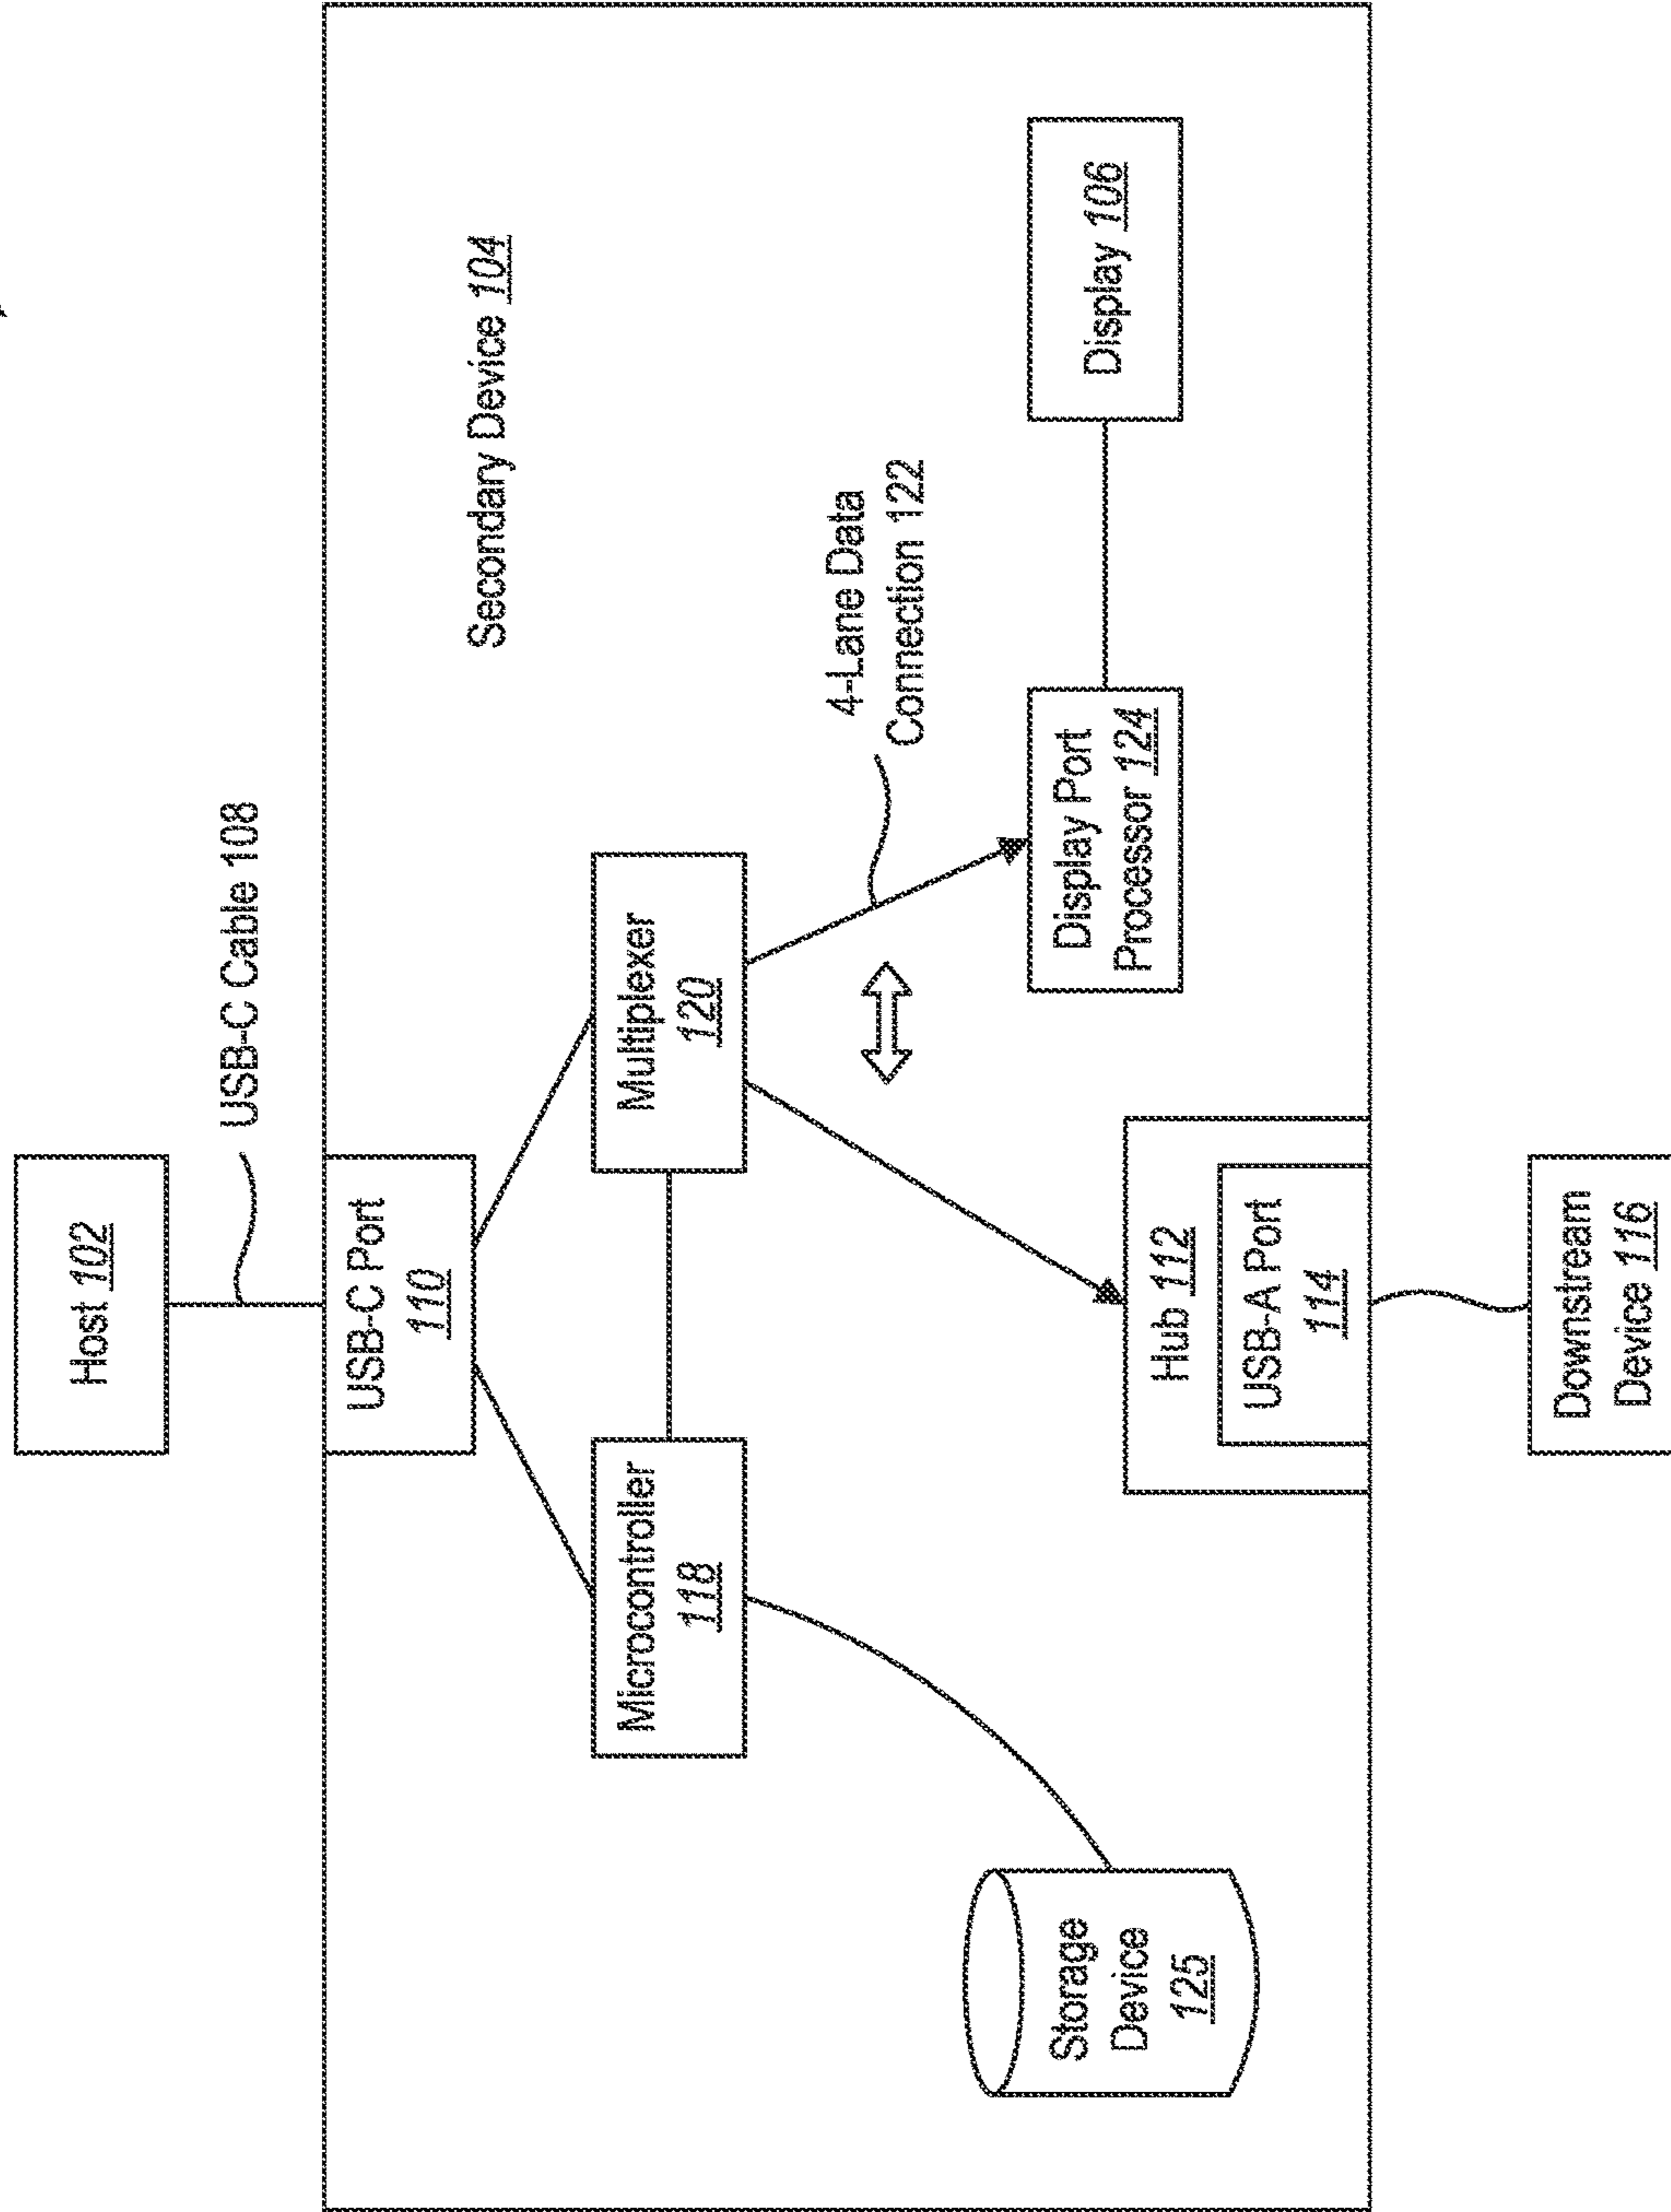 Host 102
USB-C Cable 108
USB-C Port
110
Secondary Device 104
Microcontroller
118
Multiplexer
120
4-Lane Data
Connection 122
Storage
Device
125
Hub 112
USB-A Port
114
Display Port
Processor 124
Display 106
Downstream
Device 116